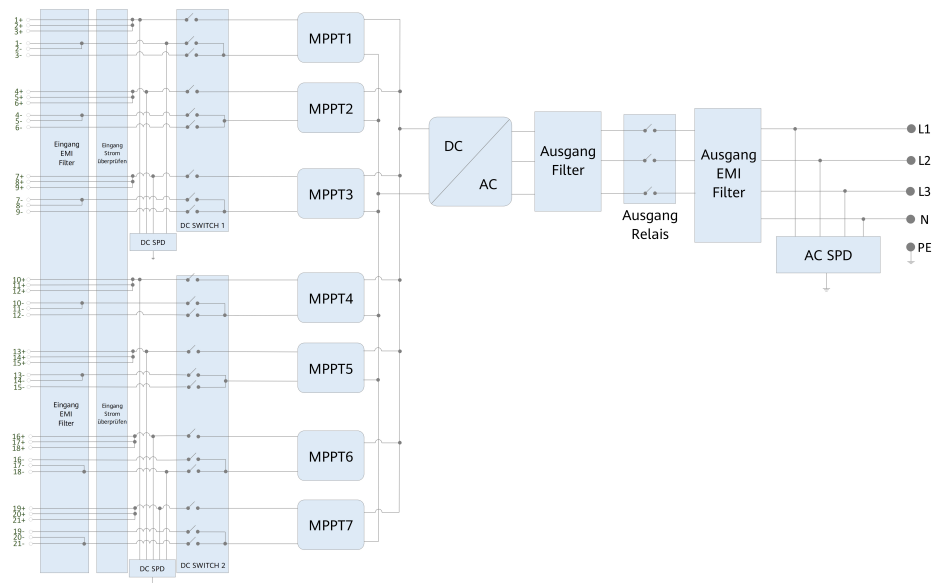 1+
2+
3+
1-
2-
3-
MPPT1
4+
5+
6+
4-
5-
6-
MPPT2
7+
8+
9+
7-
8-
9-
MPPT3
Eingang
EMI
Filter
Eingang
Strom
überprüfen
DC SWITCH 1
DC SPD
10+
11+
12+
10-
11-
12-
MPPT4
13+
14+
15+
13-
14-
15-
MPPT5
Eingang
EMI
Filter
Eingang
Strom
überprüfen
16+
17+
18+
16-
17-
18-
MPPT6
19+
20+
21+
19-
20-
21-
MPPT7
DC SPD
DC SWITCH 2
DC
AC
Ausgang
Filter
Ausgang
Relais
Ausgang
EMI
Filter
AC SPD
L1
L2
L3
N
PE